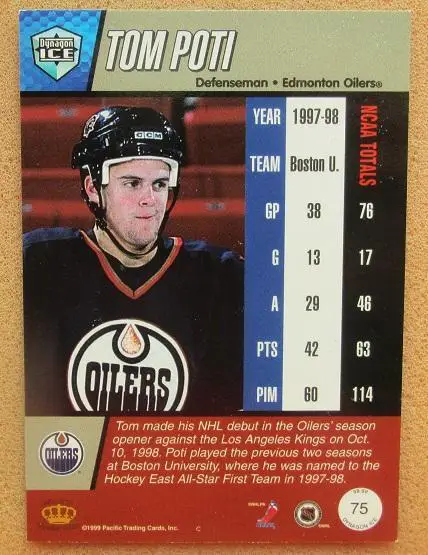 Dynagon
ICE
TOM POTI
Defenseman • Edmonton Oilers®
YEAR 1997-98 NCAA TOTALS
TEAM Boston U.
GP 38 76
G 13 17
A 29 46
PTS 42 63
PIM 60 114
CCM
OILERS
OILERS
Tom made his NHL debut in the Oilers' season
opener against the Los Angeles Kings on Oct.
10, 1998. Poti played the previous two seasons
at Boston University, where he was named to the
Hockey East All-Star First Team in 1997-98.
©1999 Pacific Trading Cards, Inc.
C
NHLPA
NHL
75
DYNAGON ICE